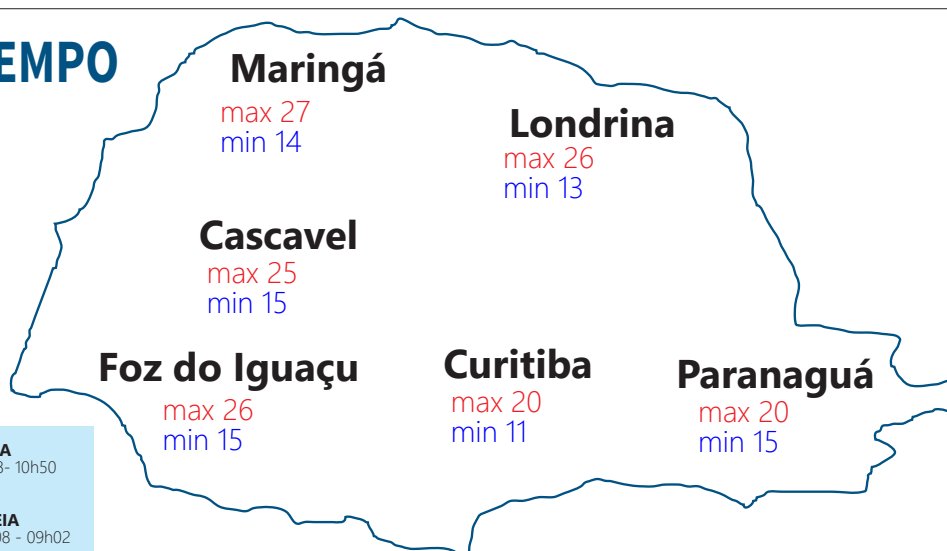 EMPO
Maringá
max 27
min 14
Londrina
max 26
min 13
Cascavel
max 25
min 15
Foz do Iguaçu
max 26
min 15
Curitiba
max 20
min 11
Paranaguá
max 20
min 15
A
- 10h50
EIA
08 - 09h02